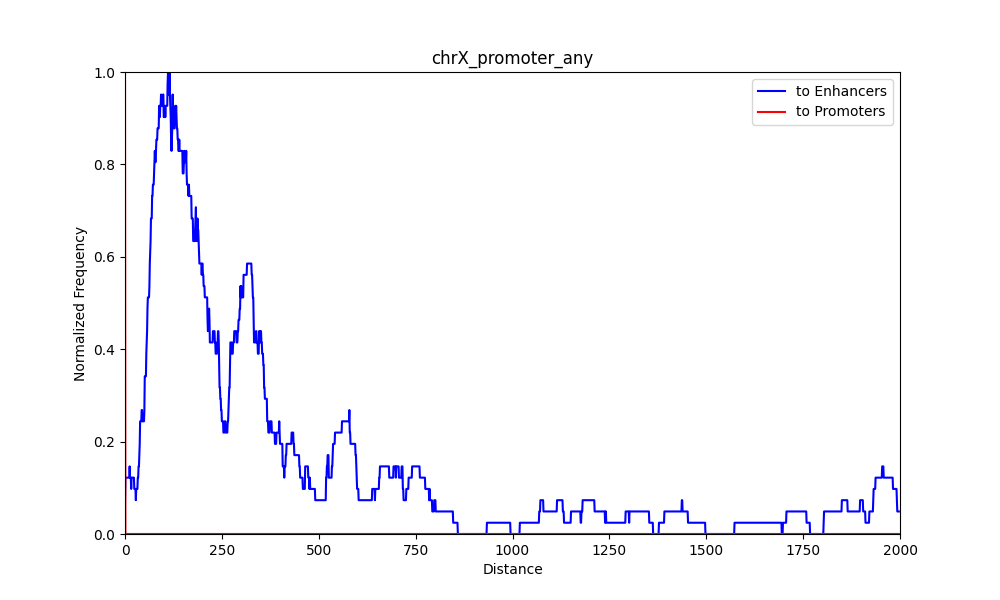 chrX_promoter_any
to Enhancers
to Promoters
Normalized Frequency
1.0
0.8
0.6
0.4
0.2
0.0
0 250 500 750 1000 1250 1500 1750 2000
Distance